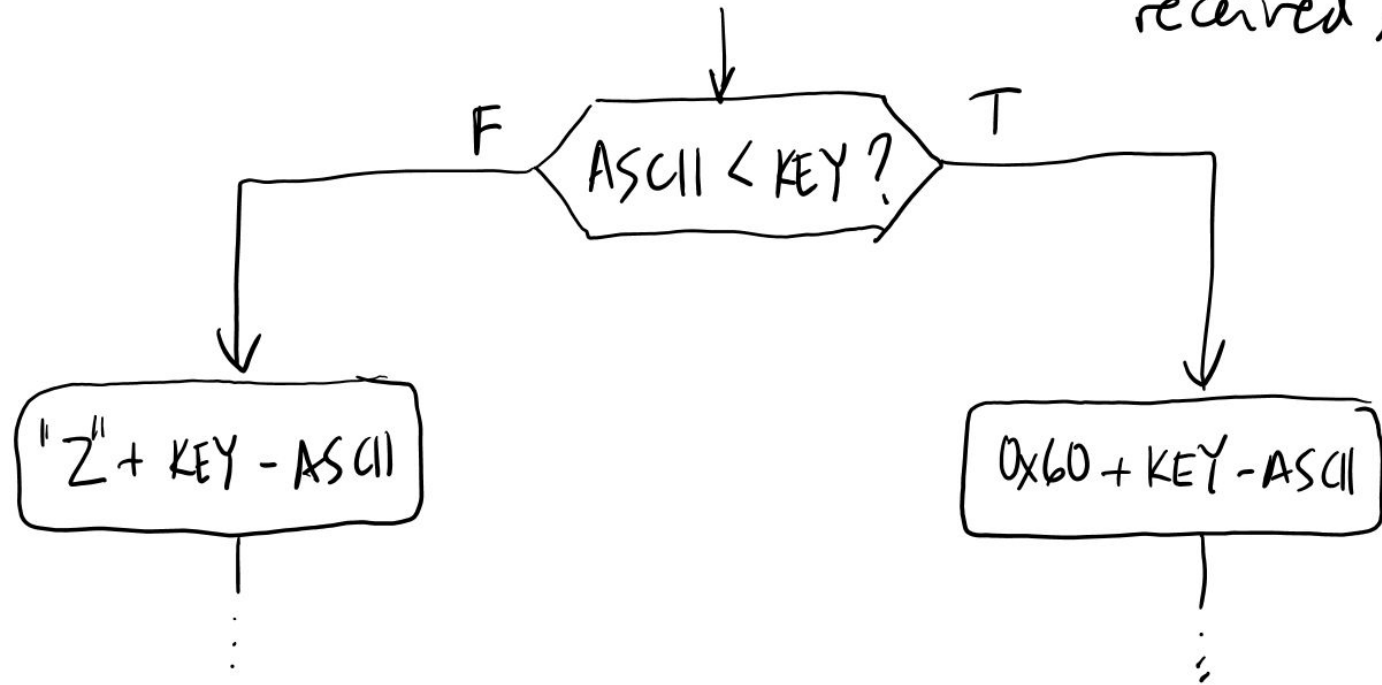 received,
F
T
ASCII < KEY ?
"Z" + KEY - ASCII
0x60 + KEY - ASCII